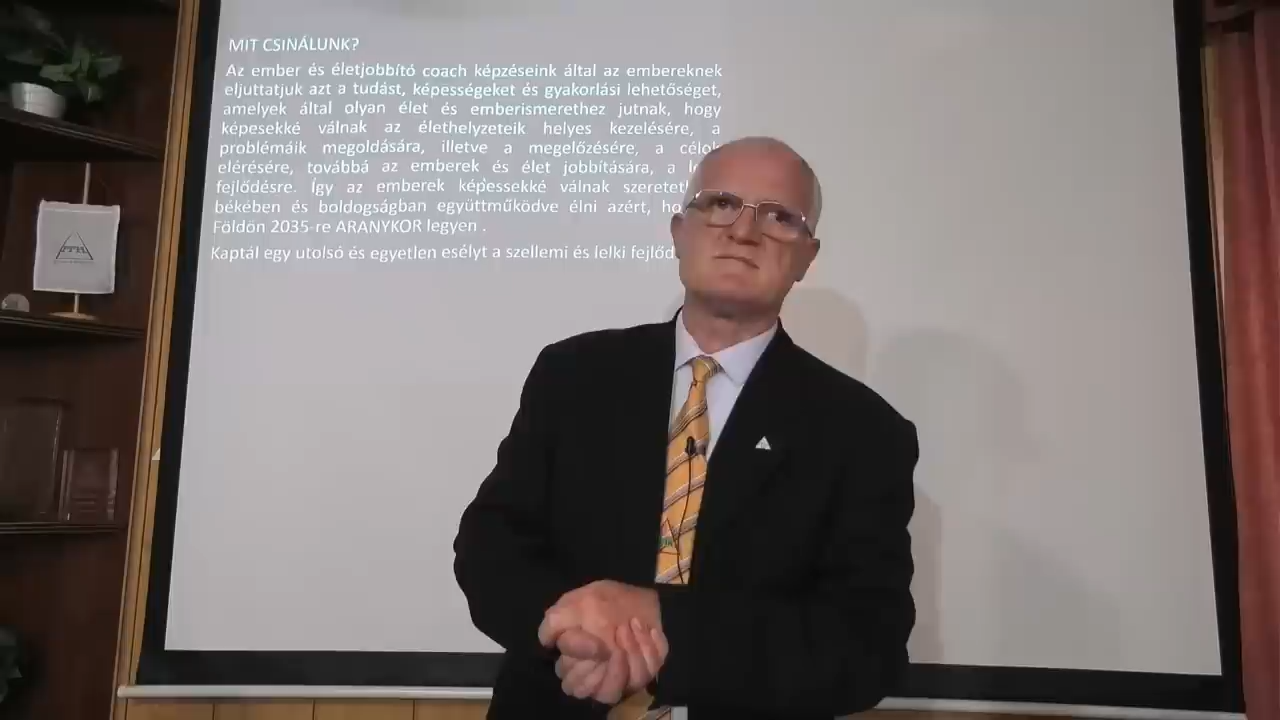 MIT CSINÁLUNK?
Az ember és életjobbító coach képzéseink által az embereknek
eljuttatjuk azt a tudást, képességeket és gyakorlási lehetőséget,
amelyek által olyan élet és emberismerethez jutnak, hogy
képesekké válnak az élethelyzeteik helyes kezelésére, a
problémáik megoldására, illetve a megelőzésére, a célok
elérésére, továbbá az emberek és élet jobbítására, a
fejlődésre. Így az emberek képessekké válnak
békében és boldogságban együttműködve élni azért,
Földön 2035-re ARANYKOR legyen .
Kaptál egy utolsó és egyetlen esélyt a szellemi és lelki